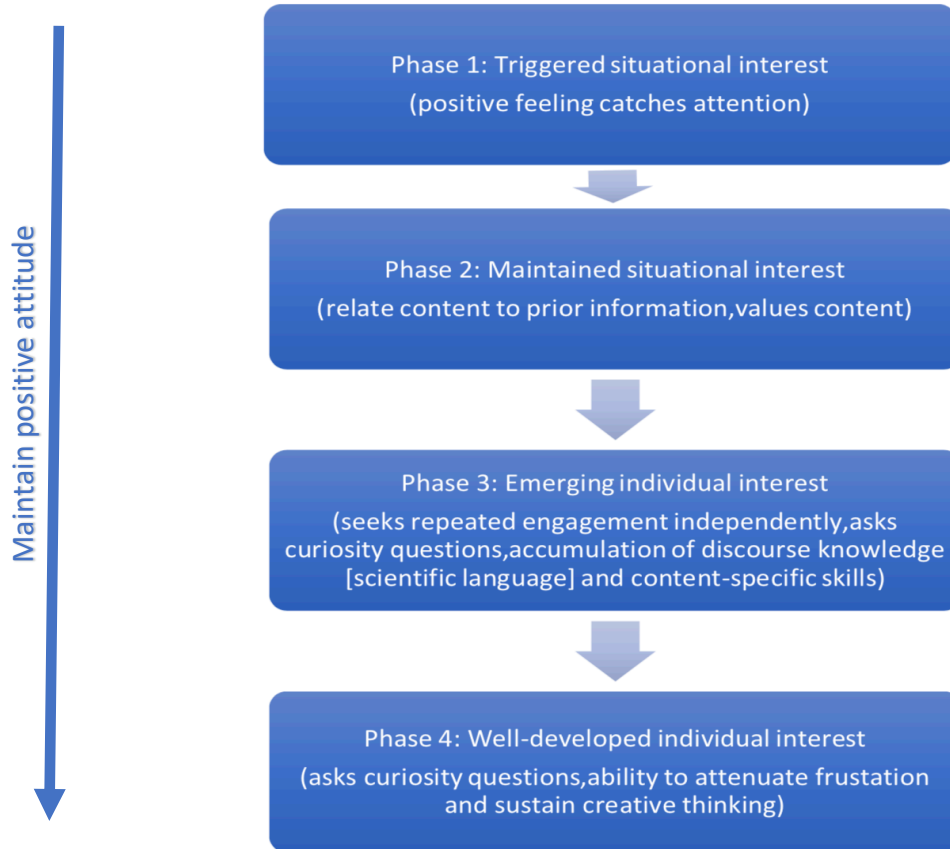 Maintain positive attitude
Phase 1: Triggered situational interest
(positive feeling catches attention)
Phase 2: Maintained situational interest
(relate content to prior information,values content)
Phase 3: Emerging individual interest
(seeks repeated engagement independently,asks
curiosity questions,accumulation of discourse knowledge
[scientific language] and content-specific skills)
Phase 4: Well-developed individual interest
(asks curiosity questions,ability to attenuate frustation
and sustain creative thinking)